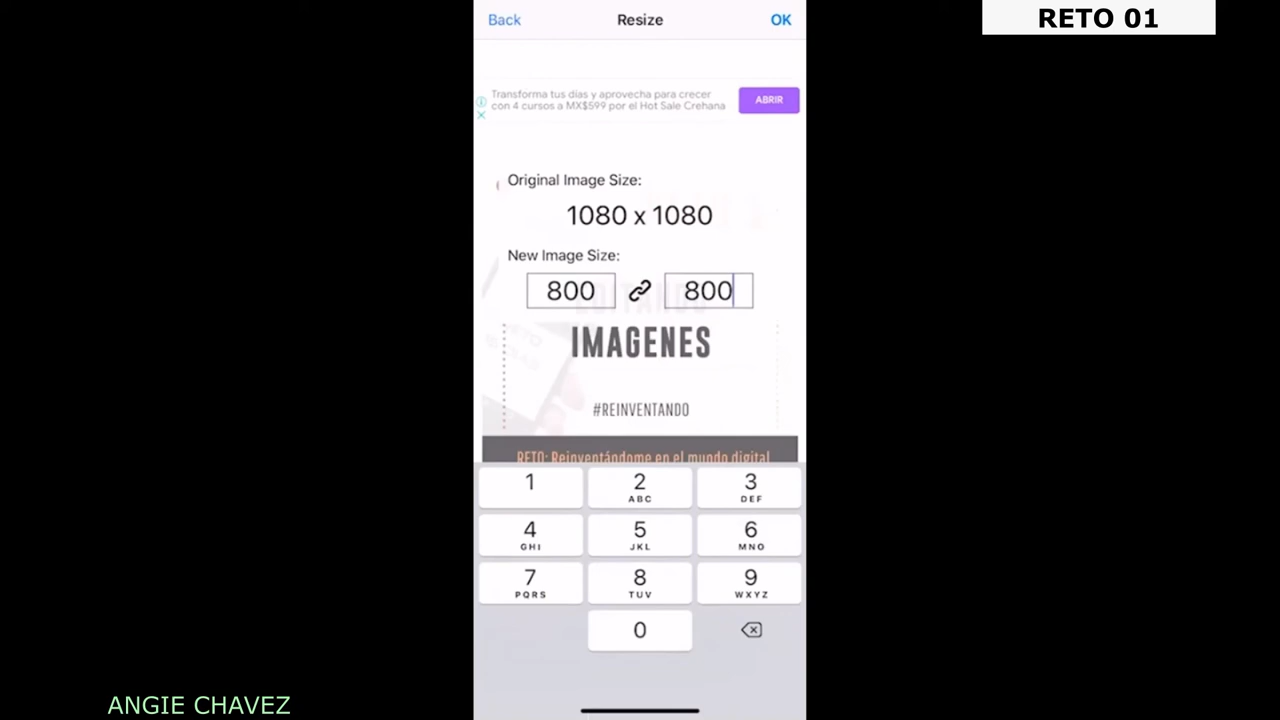 RETO 01
Back Resize OK
Transforma tus días y aprovecha para crecer
con 4 cursos a MX$599 por el Hot Sale Crehana
ABRIR
Original Image Size:
1080 x 1080
New Image Size:
800 800
EDITANDO
IMAGENES
#REINVENTANDO
RETO: Reinventándome en el mundo digital
1 2 ABC 3 DEF
4 GHI 5 JKL 6 MNO
7 PQRS 8 TUV 9 WXYZ
0
ANGIE CHAVEZ